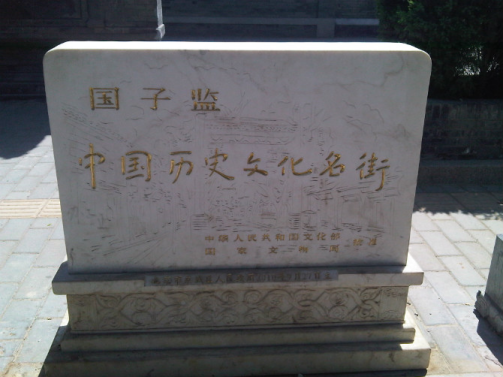 国子监
中国历史文化名街
中华人民共和国文化部
国家文物局